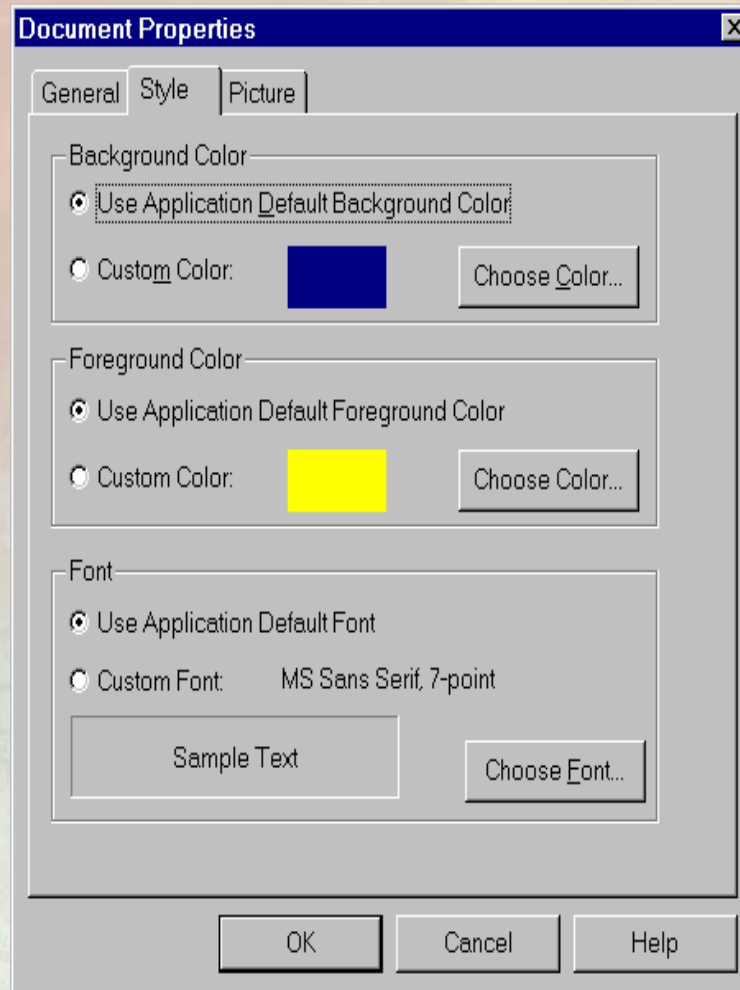 Document Properties
General Style Picture
Background Color
Use Application Default Background Color
Custom Color: Choose Color...
Foreground Color
Use Application Default Foreground Color
Custom Color: Choose Color...
Font
Use Application Default Font
Custom Font: MS Sans Serif, 7-point
Sample Text
Choose Font...
OK Cancel Help